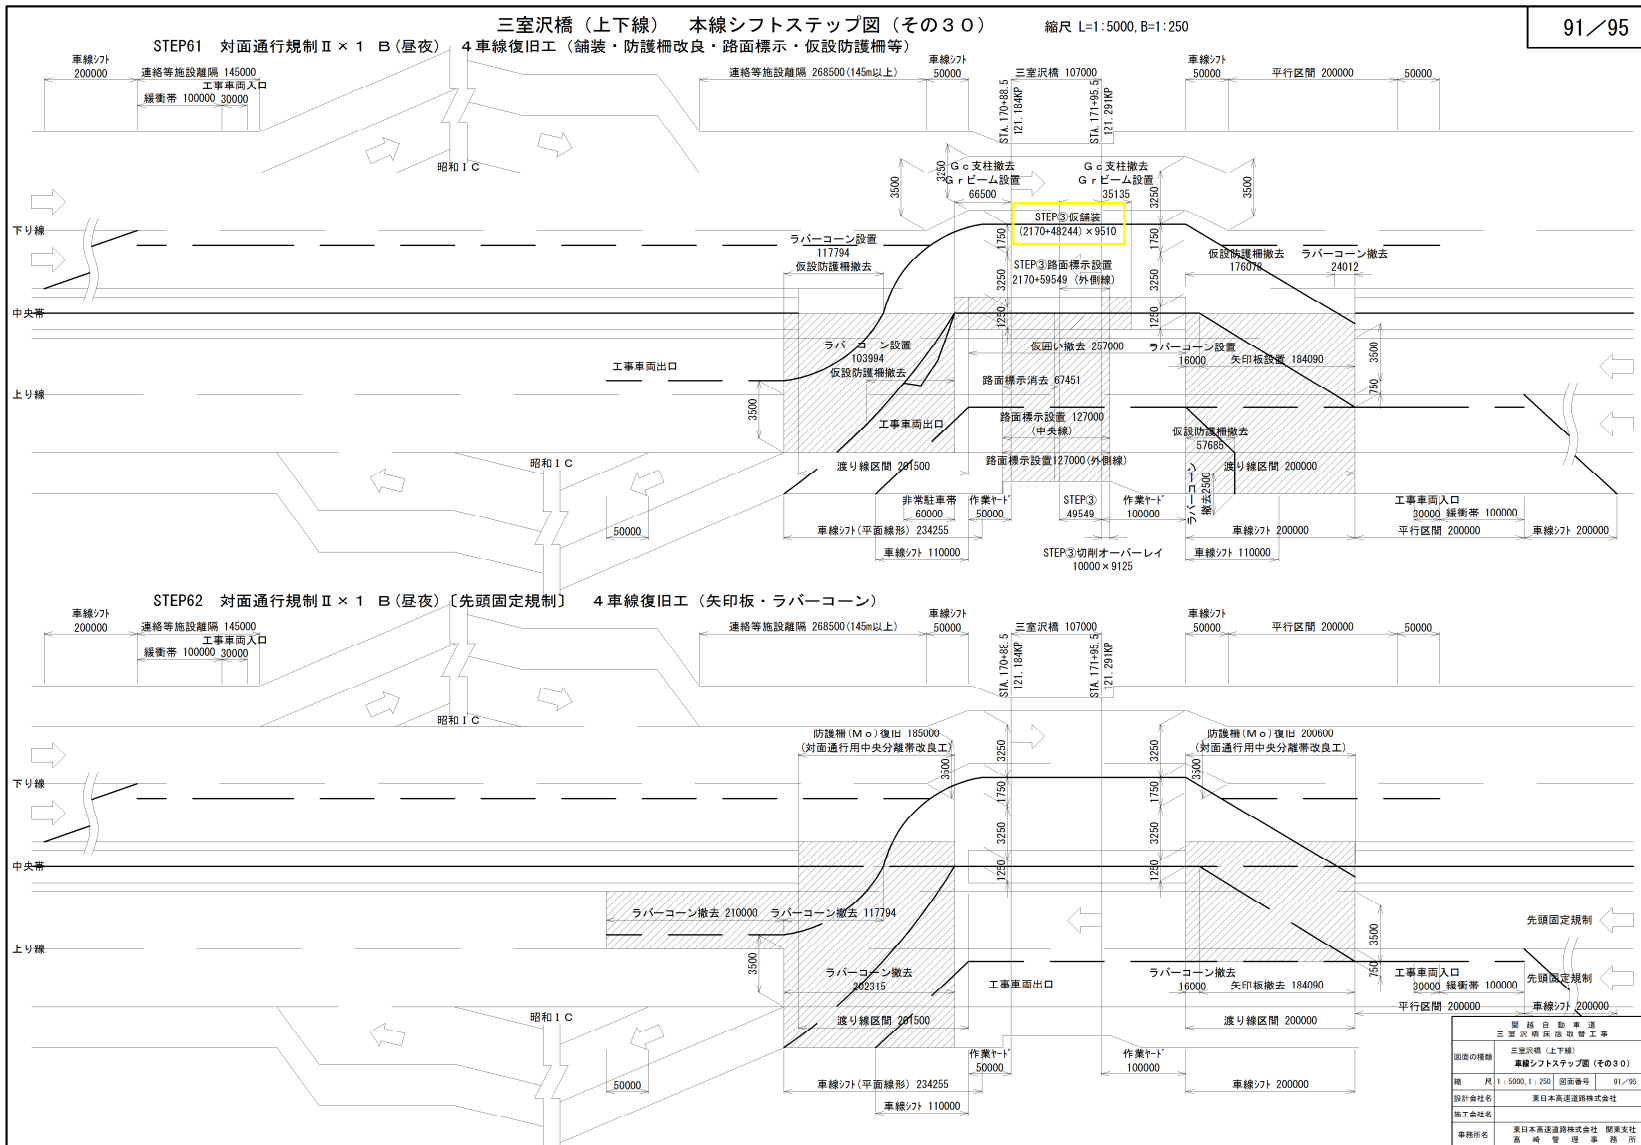 三室沢橋（上下線）　本線シフトステップ図（その３０）
縮尺 L=1:5000, B=1:250
91／95
STEP61　対面通行規制Ⅱ×１　B(昼夜)　４車線復旧工（舗装・防護柵改良・路面標示・仮設防護柵等）
車線ｼﾌﾄ
200000
連絡等施設離隔 145000
工事車両入口
緩衝帯 100000
30000
連絡等施設離隔 268500(145m以上)
車線ｼﾌﾄ
50000
三室沢橋 107000
車線ｼﾌﾄ
50000
平行区間 200000
50000
STA.170+88.5
121.184KP
STA.171+95.5
121.291KP
昭和ＩＣ
3500
3250
Ｇｃ支柱撤去
Ｇｒビーム設置
66500
Ｇｃ支柱撤去
Ｇｒビーム設置
35135
3250
3500
下り線
STEP③仮舗装
(2170+48244)×9510
1750
1750
ラバーコーン設置
117794
仮設防護柵撤去
STEP③路面標示設置
2170+59549 (外側線)
3250
3250
仮設防護柵撤去
176078
ラバーコーン撤去
24012
中央帯
1250
1250
ラバーコーン設置
103994
仮設防護柵撤去
仮囲い撤去 257000
ラバーコーン設置
16000
矢印板設置 184090
3500
750
工事車両出口
路面標示消去 67451
上り線
3500
工事車両出口
路面標示設置 127000
(中央線)
仮設防護柵撤去
57685
昭和ＩＣ
渡り線区間 201500
路面標示設置127000(外側線)
ラバーコーン
撤去2500
渡り線区間 200000
非常駐車帯
60000
作業ﾔｰﾄﾞ
50000
STEP③
49549
作業ﾔｰﾄﾞ
100000
工事車両入口
30000
緩衝帯 100000
50000
車線ｼﾌﾄ(平面線形) 234255
車線ｼﾌﾄ 200000
平行区間 200000
車線ｼﾌﾄ 200000
車線ｼﾌﾄ 110000
STEP③切削オーバーレイ
10000×9125
車線ｼﾌﾄ 110000
STEP62　対面通行規制Ⅱ×１　B(昼夜)〔先頭固定規制〕　４車線復旧工（矢印板・ラバーコーン）
車線ｼﾌﾄ
200000
連絡等施設離隔 145000
工事車両入口
緩衝帯 100000
30000
連絡等施設離隔 268500(145m以上)
車線ｼﾌﾄ
50000
三室沢橋 107000
車線ｼﾌﾄ
50000
平行区間 200000
50000
STA.170+88.5
121.184KP
STA.171+95.5
121.291KP
昭和ＩＣ
防護柵(Ｍｏ)復旧 185000
(対面通行用中央分離帯改良工)
3500
3250
3250
防護柵(Ｍｏ)復旧 200600
(対面通行用中央分離帯改良工)
3500
下り線
1750
1750
3250
3250
中央帯
1250
1250
ラバーコーン撤去 210000
ラバーコーン撤去 117794
先頭固定規制
3500
上り線
3500
ラバーコーン撤去
202315
工事車両出口
ラバーコーン撤去
16000
矢印板撤去 184090
750
工事車両入口
30000
緩衝帯 100000
先頭固定規制
平行区間 200000
車線ｼﾌﾄ 200000
昭和ＩＣ
渡り線区間 201500
渡り線区間 200000
作業ﾔｰﾄﾞ
50000
作業ﾔｰﾄﾞ
100000
50000
車線ｼﾌﾄ(平面線形) 234255
車線ｼﾌﾄ 200000
車線ｼﾌﾄ 110000
関越自動車道
三室沢橋床版取替工事
図面の種類
三室沢橋（上下線）
車線シフトステップ図（その３０）
縮　尺
1：5000, 1：250
図面番号
91／95
設計会社名
東日本高速道路株式会社
施工会社名
事務所名
東日本高速道路株式会社　関東支社
高崎管理事務所